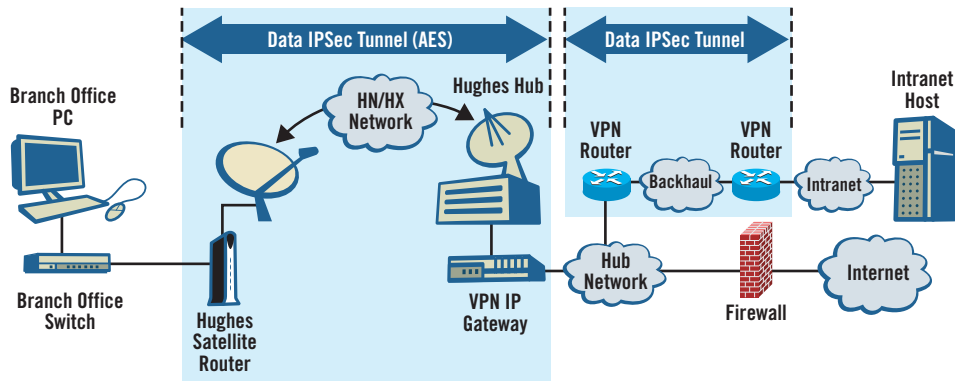 Data IPSec Tunnel (AES)
Data IPSec Tunnel
Branch Office
PC
HN/HX
Network
Hughes Hub
Intranet
Host
VPN
Router
VPN
Router
Backhaul
Intranet
Branch Office
Switch
Hughes
Satellite
Router
VPN IP
Gateway
Hub
Network
Firewall
Internet